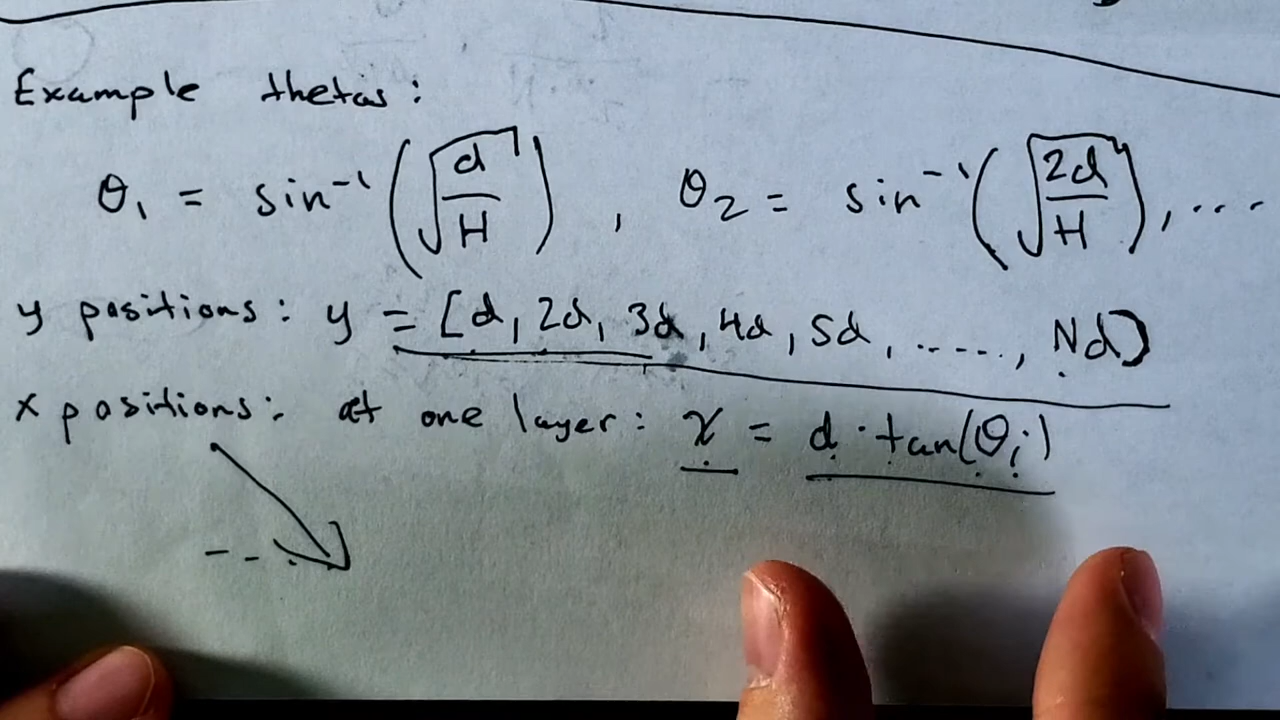 Example thetas:
θ₁ = sin⁻¹(√(d/H)), θ₂ = sin⁻¹(√(2d/H)), ...
y positions: y = [d, 2d, 3d, 4d, 5d, ....., Nd]
x positions: at one layer: x = d · tan(θᵢ)